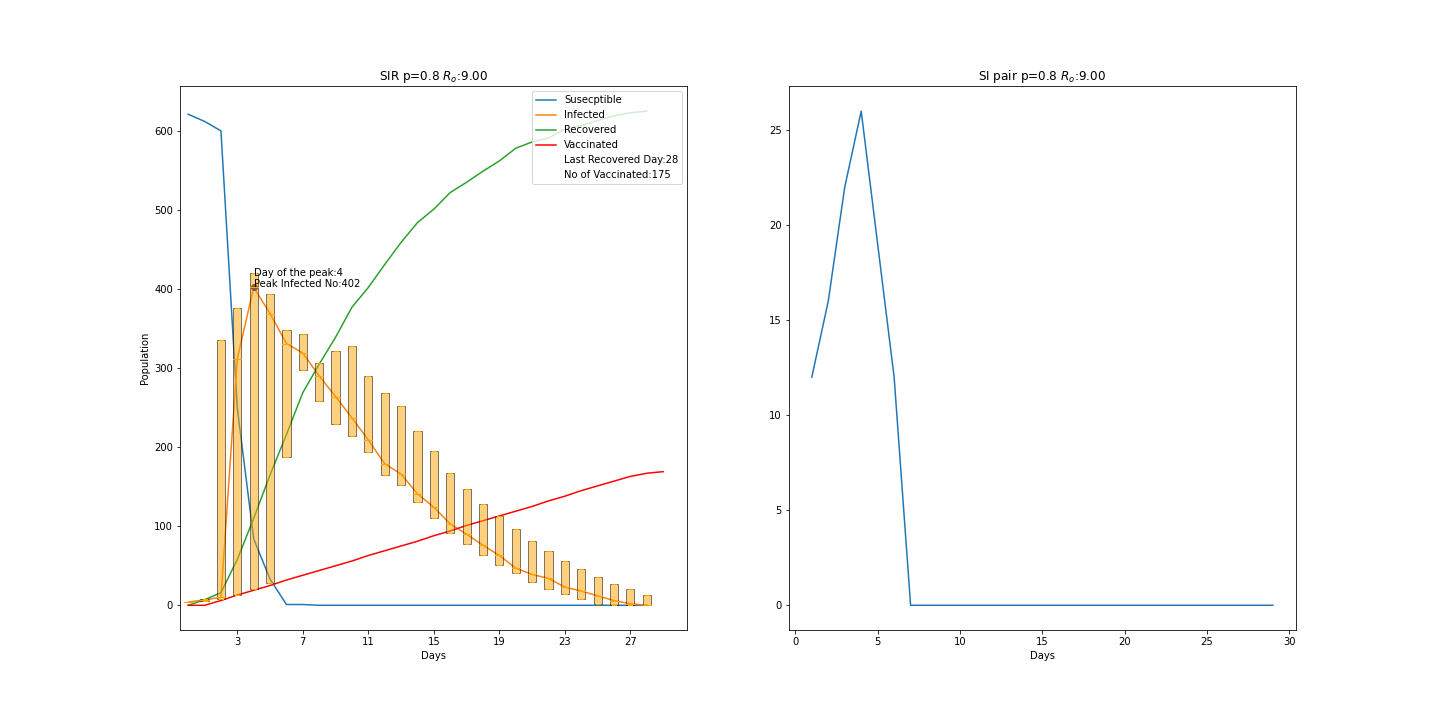 SIR p=0.8 Rₒ:9.00
Susecptible
Infected
Recovered
Vaccinated
Last Recovered Day:28
No of Vaccinated:175
Day of the peak:4
Peak Infected No:402
Population
600
500
400
300
200
100
0
3 7 11 15 19 23 27
Days
SI pair p=0.8 Rₒ:9.00
25
20
15
10
5
0
0 5 10 15 20 25 30
Days